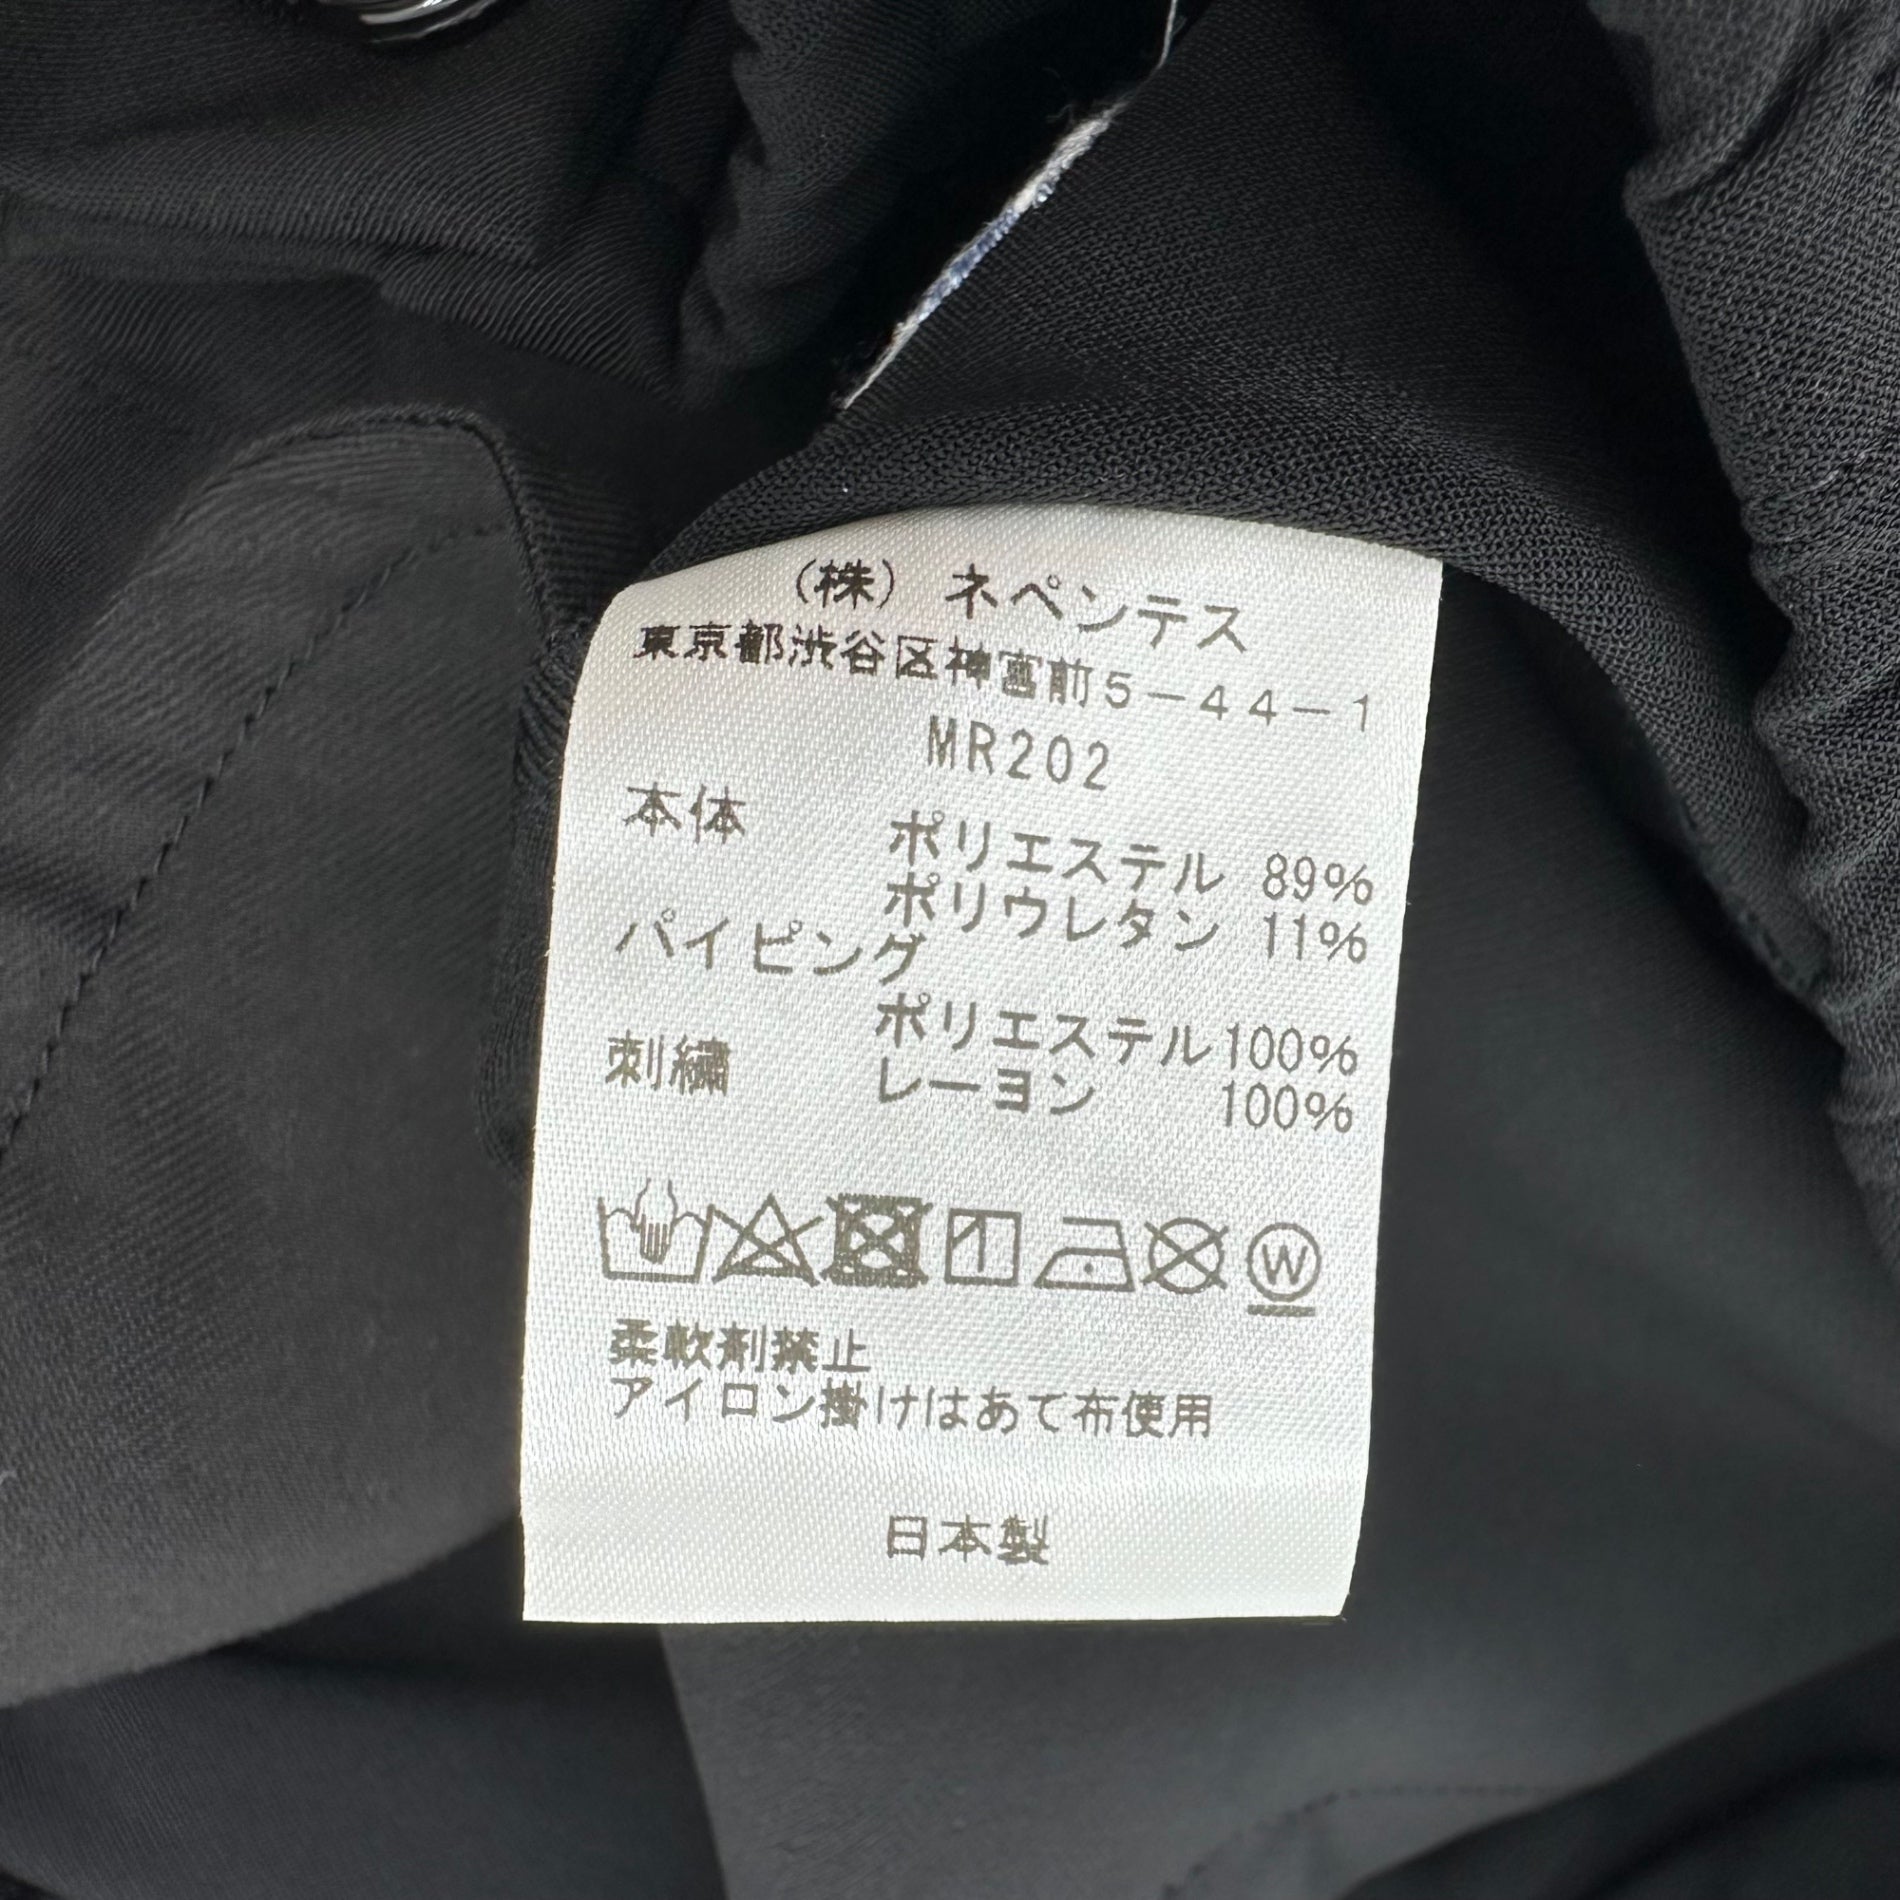 (株) ネペンテス
東京都渋谷区神宮前5-44-1
MR202
本体 ポリエステル 89%
ポリウレタン 11%
パイピング
ポリエステル100%
刺繍 レーヨン 100%
W
柔軟剤禁止
アイロン掛けはあて布使用
日本製